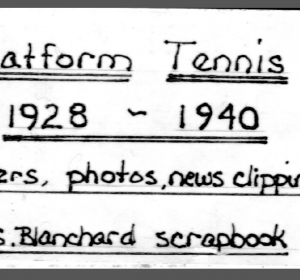 atform Tennis
1928 ~ 1940
ers, photos, news clippin
s. Blanchard scrapbook